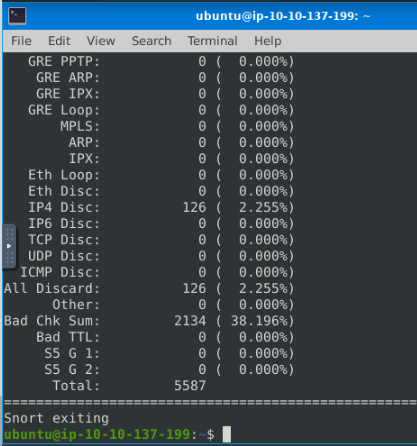 ubuntu@ip-10-10-137-199: ~
File Edit View Search Terminal Help
GRE PPTP: 0 ( 0.000%)
GRE ARP: 0 ( 0.000%)
GRE IPX: 0 ( 0.000%)
GRE Loop: 0 ( 0.000%)
MPLS: 0 ( 0.000%)
ARP: 0 ( 0.000%)
IPX: 0 ( 0.000%)
Eth Loop: 0 ( 0.000%)
Eth Disc: 0 ( 0.000%)
IP4 Disc: 126 ( 2.255%)
IP6 Disc: 0 ( 0.000%)
TCP Disc: 0 ( 0.000%)
UDP Disc: 0 ( 0.000%)
ICMP Disc: 0 ( 0.000%)
All Discard: 126 ( 2.255%)
Other: 0 ( 0.000%)
Bad Chk Sum: 2134 ( 38.196%)
Bad TTL: 0 ( 0.000%)
S5 G 1: 0 ( 0.000%)
S5 G 2: 0 ( 0.000%)
Total: 5587
===================================================
Snort exiting
ubuntu@ip-10-10-137-199:~$